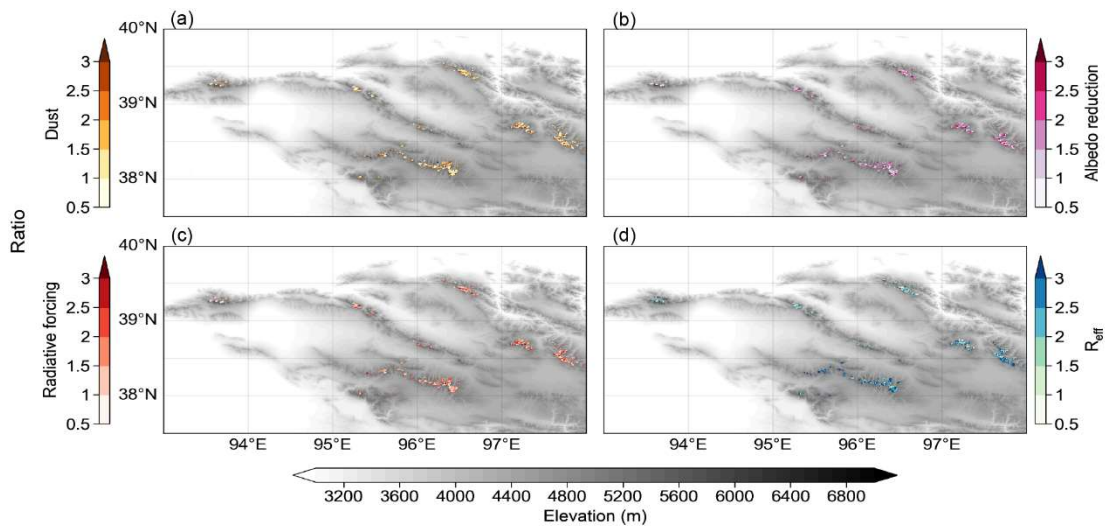 (a)
(b)
40°N
39°N
38°N
3
2.5
2
1.5
1
0.5
Dust
3
2.5
2
1.5
1
0.5
Albedo reduction
Ratio
(c)
(d)
40°N
39°N
38°N
3
2.5
2
1.5
1
0.5
Radiative forcing
3
2.5
2
1.5
1
0.5
Reff
94°E 95°E 96°E 97°E
94°E 95°E 96°E 97°E
3200 3600 4000 4400 4800 5200 5600 6000 6400 6800
Elevation (m)